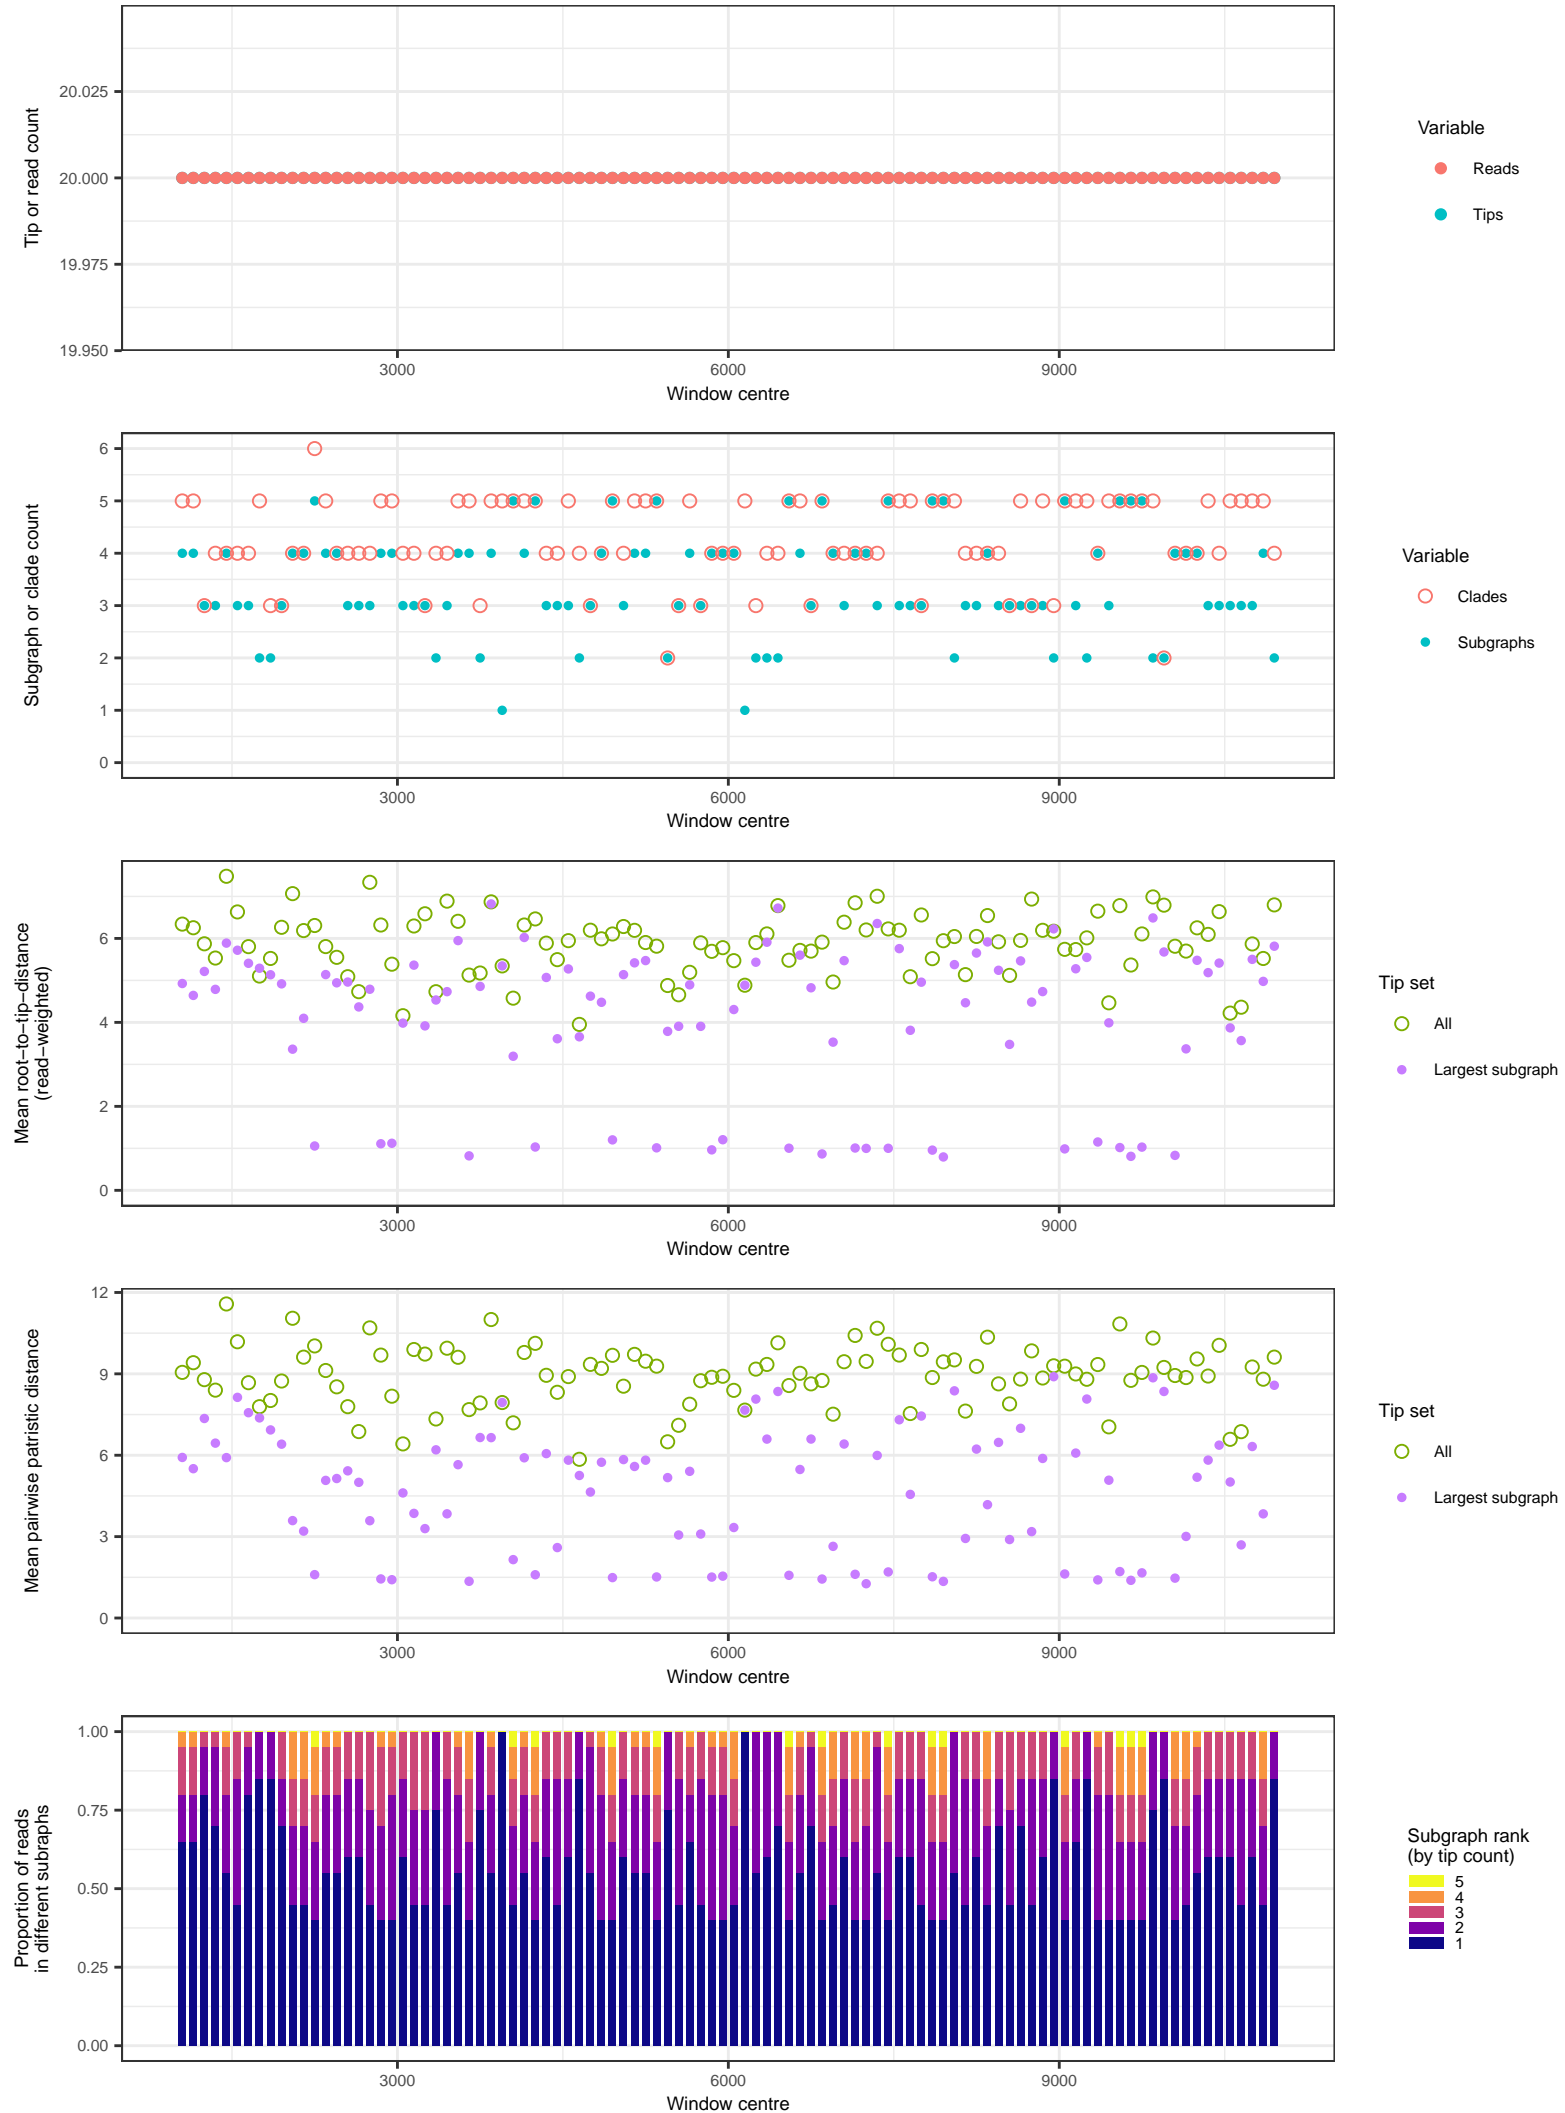 Tip or read count
20.025
20.000
19.975
19.950
3000 6000 9000
Window centre
Variable
Reads
Tips
Subgraph or clade count
6
5
4
3
2
1
0
3000 6000 9000
Window centre
Variable
Clades
Subgraphs
Mean root−to−tip−distance
(read−weighted)
6
4
2
0
3000 6000 9000
Window centre
Tip set
All
Largest subgraph
Mean pairwise patristic distance
12
9
6
3
0
3000 6000 9000
Window centre
Tip set
All
Largest subgraph
Proportion of reads
in different subraphs
1.00
0.75
0.50
0.25
0.00
3000 6000 9000
Window centre
Subgraph rank
(by tip count)
5
4
3
2
1